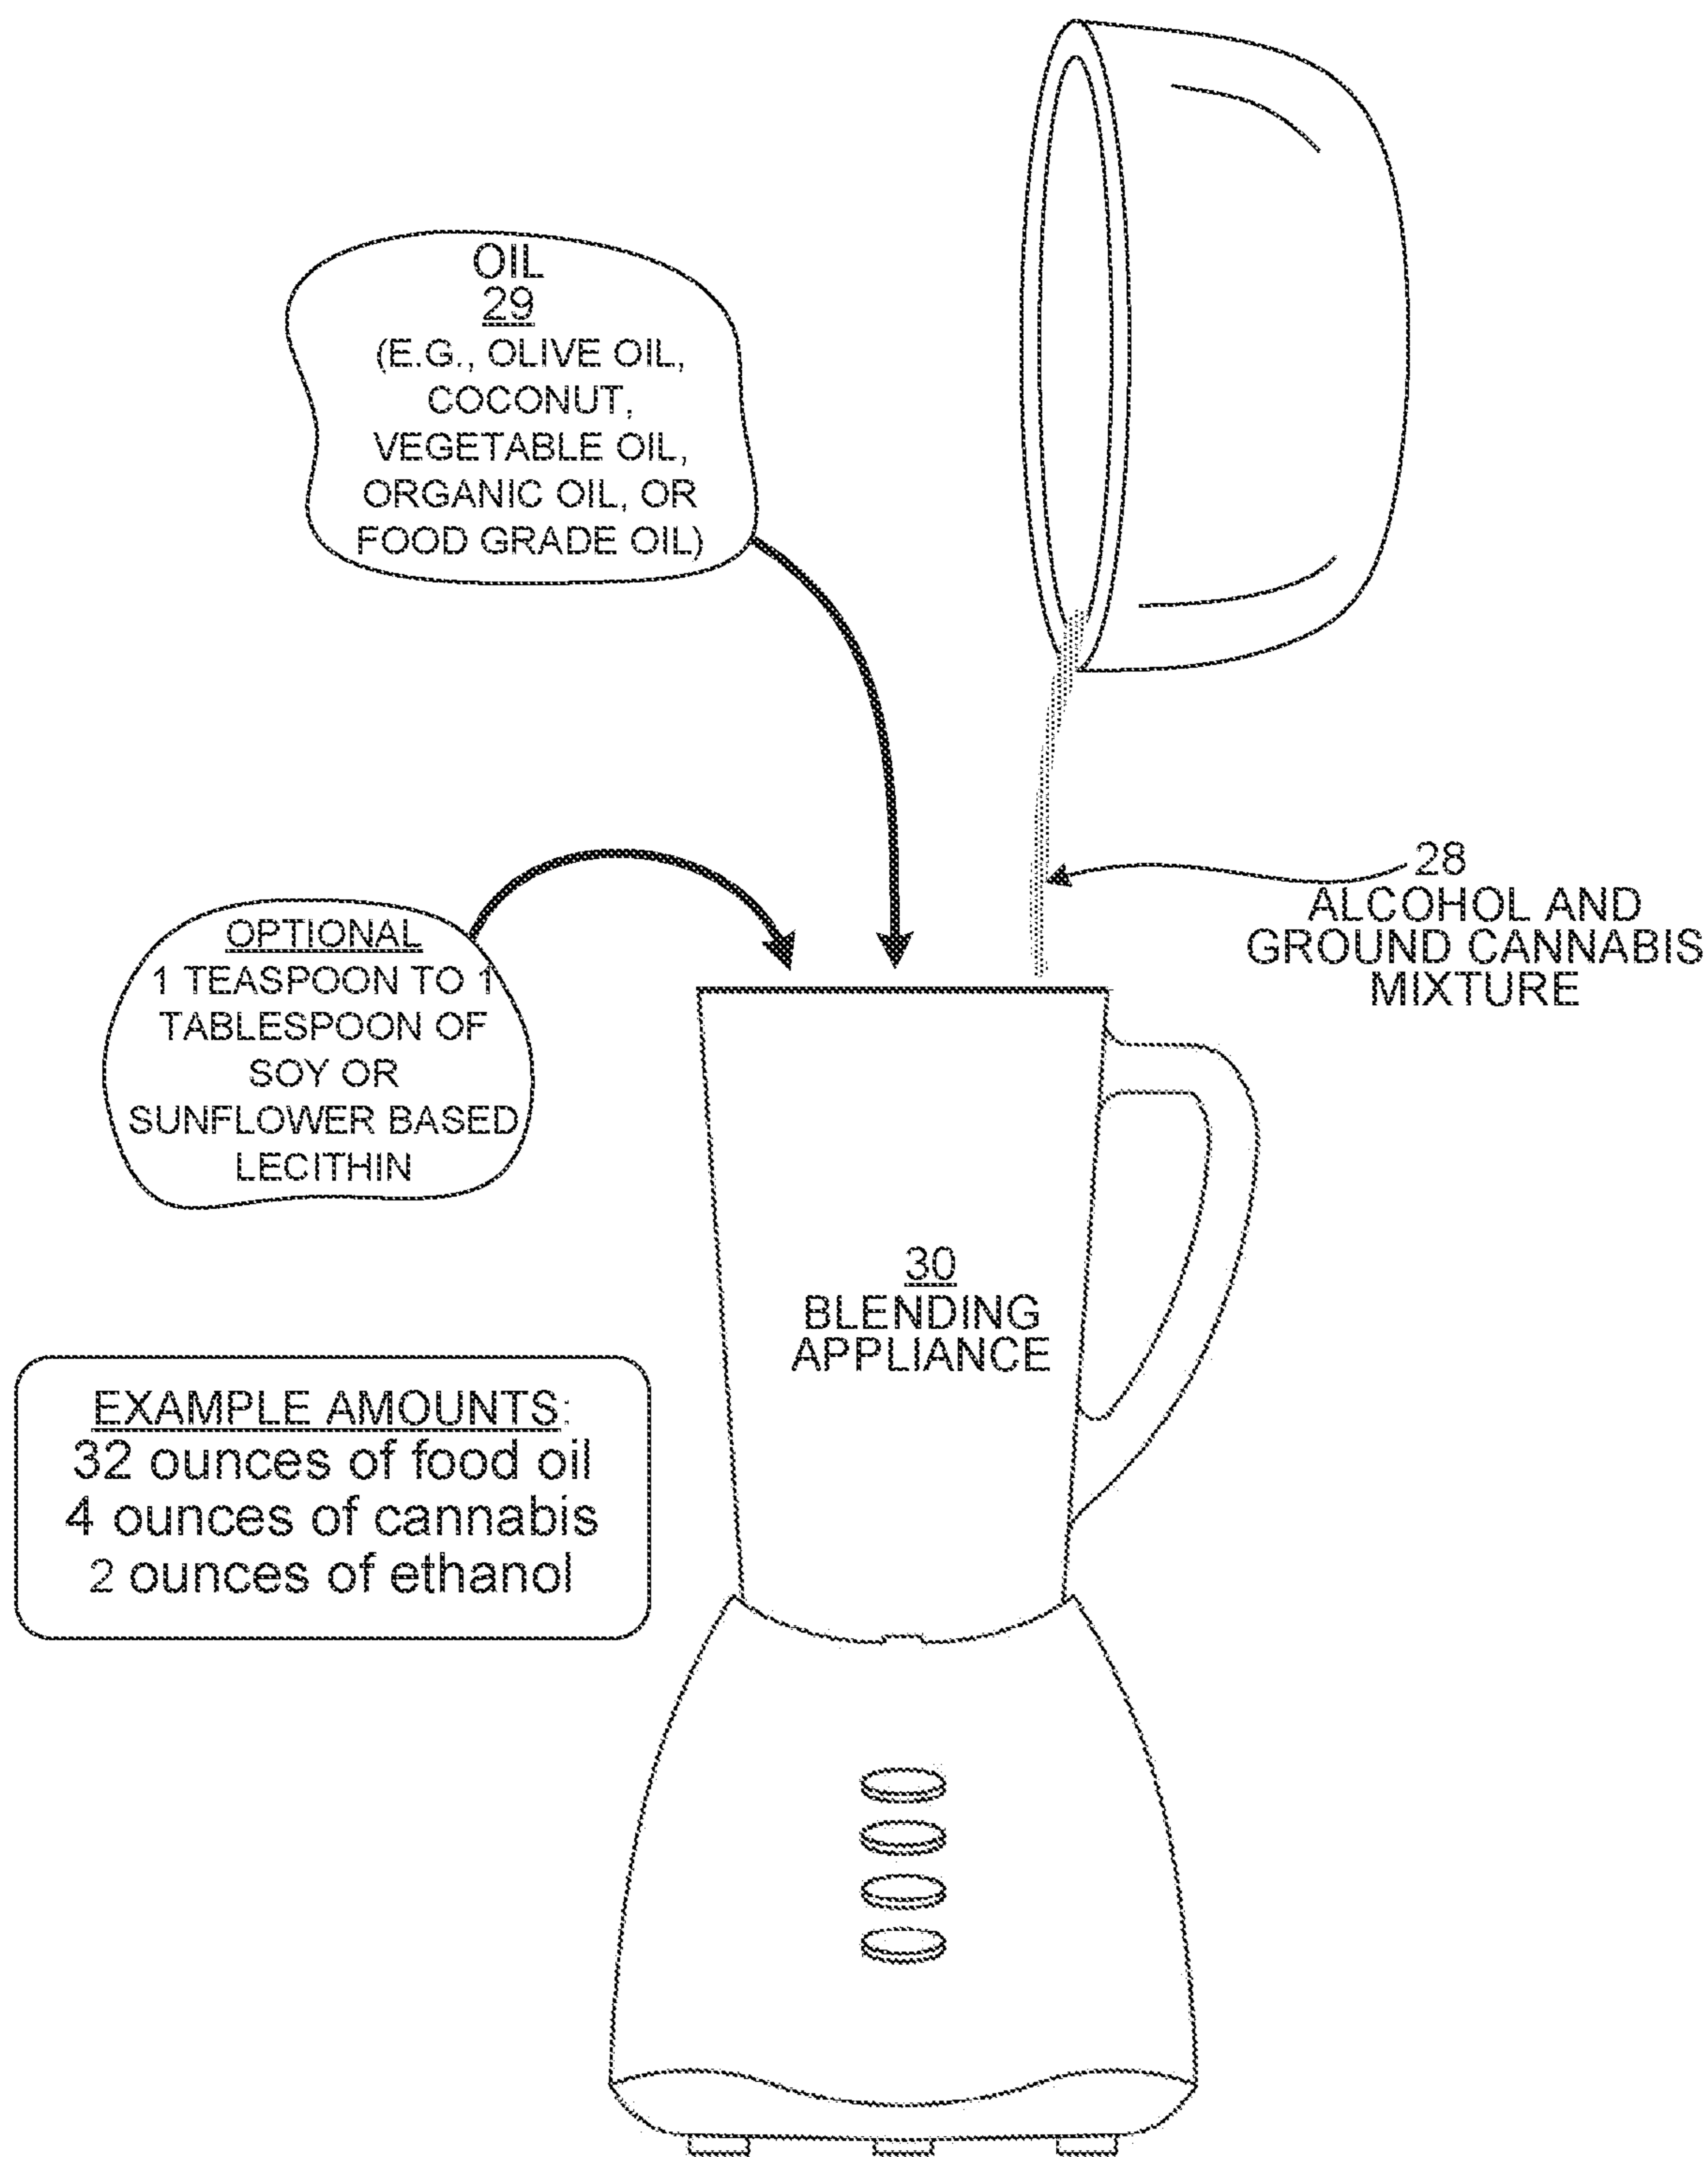 OIL
29
(E.G., OLIVE OIL,
COCONUT,
VEGETABLE OIL,
ORGANIC OIL, OR
FOOD GRADE OIL)
28
ALCOHOL AND
GROUND CANNABIS
MIXTURE
OPTIONAL
1 TEASPOON TO 1
TABLESPOON OF
SOY OR
SUNFLOWER BASED
LECITHIN
30
BLENDING
APPLIANCE
EXAMPLE AMOUNTS:
32 ounces of food oil
4 ounces of cannabis
2 ounces of ethanol